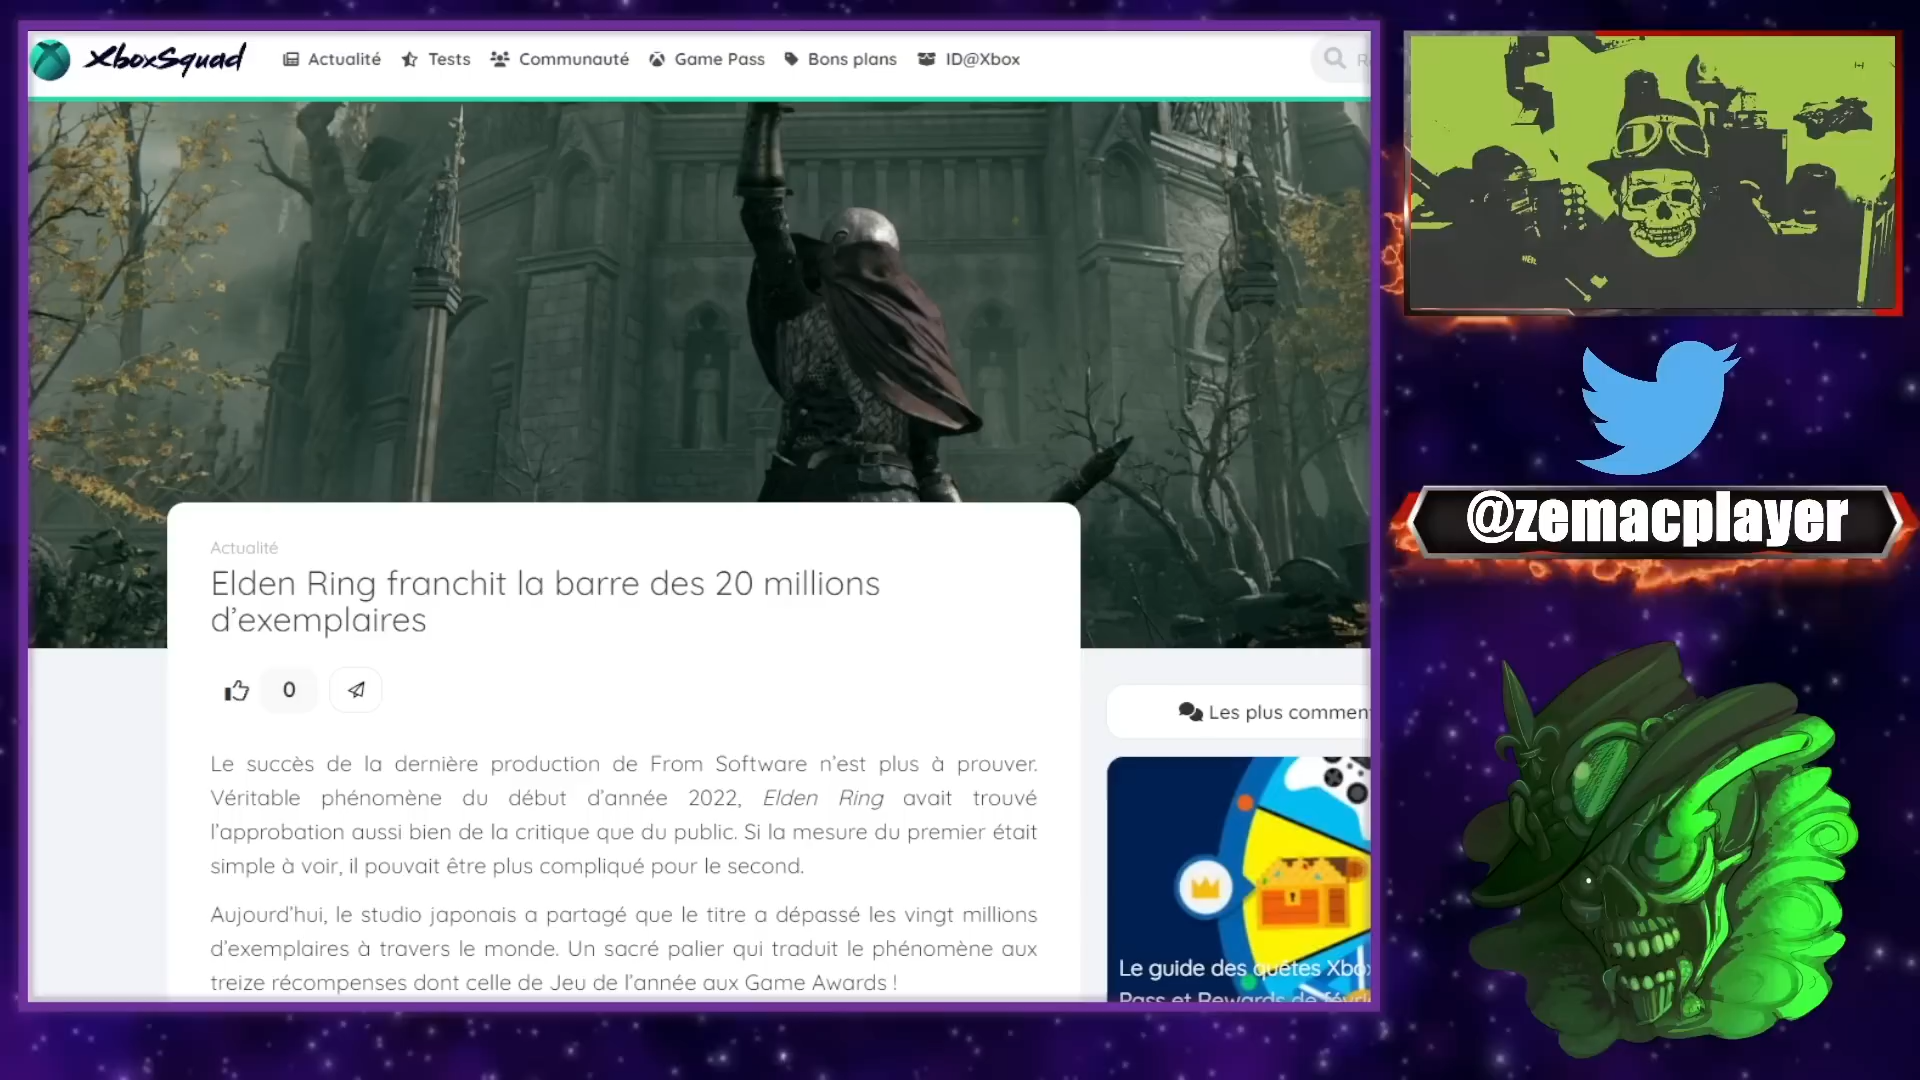 XboxSquad
Actualité
Tests
Communauté
Game Pass
Bons plans
ID@Xbox
@zemacplayer
Actualité
Elden Ring franchit la barre des 20 millions
d’exemplaires
0
Le succès de la dernière production de From Software n’est plus à prouver.
Véritable phénomène du début d’année 2022, Elden Ring avait trouvé
l’approbation aussi bien de la critique que du public. Si la mesure du premier était
simple à voir, il pouvait être plus compliqué pour le second.
Aujourd’hui, le studio japonais a partagé que le titre a dépassé les vingt millions
d’exemplaires à travers le monde. Un sacré palier qui traduit le phénomène aux
treize récompenses dont celle de Jeu de l’année aux Game Awards !
Les plus commen
Le guide des quêtes Xbo
Pass et Rewards de févri